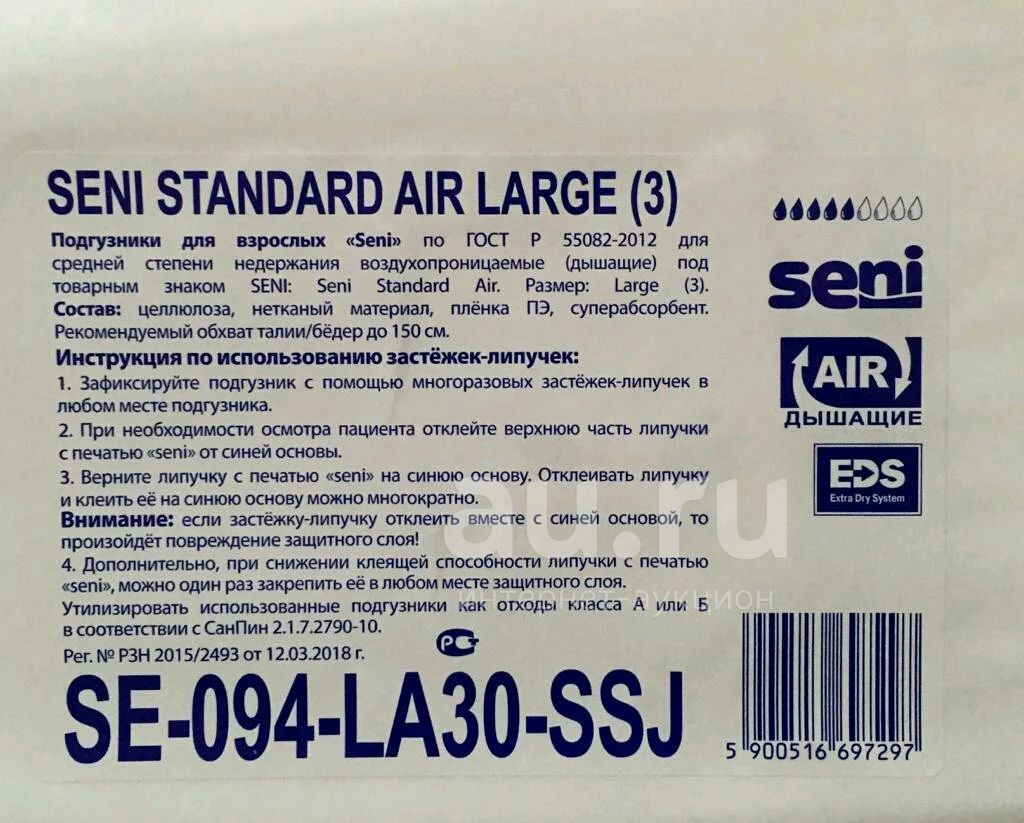 SENI STANDARD AIR LARGE (3)
Подгузники для взрослых «Seni» по ГОСТ Р 55082-2012 для
средней степени недержания воздухопроницаемые (дышащие) под
товарным знаком SENI: Seni Standard Air. Размер: Large (3).
Состав: целлюлоза, нетканый материал, плёнка ПЭ, суперабсорбент.
Рекомендуемый обхват талии/бёдер до 150 см.
Инструкция по использованию застёжек-липучек:
1. Зафиксируйте подгузник с помощью многоразовых застёжек-липучек в
любом месте подгузника.
2. При необходимости осмотра пациента отклейте верхнюю часть липучки
с печатью «seni» от синей основы.
3. Верните липучку с печатью «seni» на синюю основу. Отклеивать липучку
и клеить её на синюю основу можно многократно.
Внимание: если застёжку-липучку отклеить вместе с синей основой, то
произойдёт повреждение защитного слоя!
4. Дополнительно, при снижении клеящей способности липучки с печатью
«seni», можно один раз закрепить её в любом месте защитного слоя.
Утилизировать использованные подгузники как отходы класса А или Б
в соответствии с СанПин 2.1.7.2790-10.
Рег. № РЗН 2015/2493 от 12.03.2018 г.
РСТ
SE-094-LA30-SSJ
seni
AIR
ДЫШАЩИЕ
EDS
Extra Dry System
5 900516 697297
au.ru
интернет-аукцион